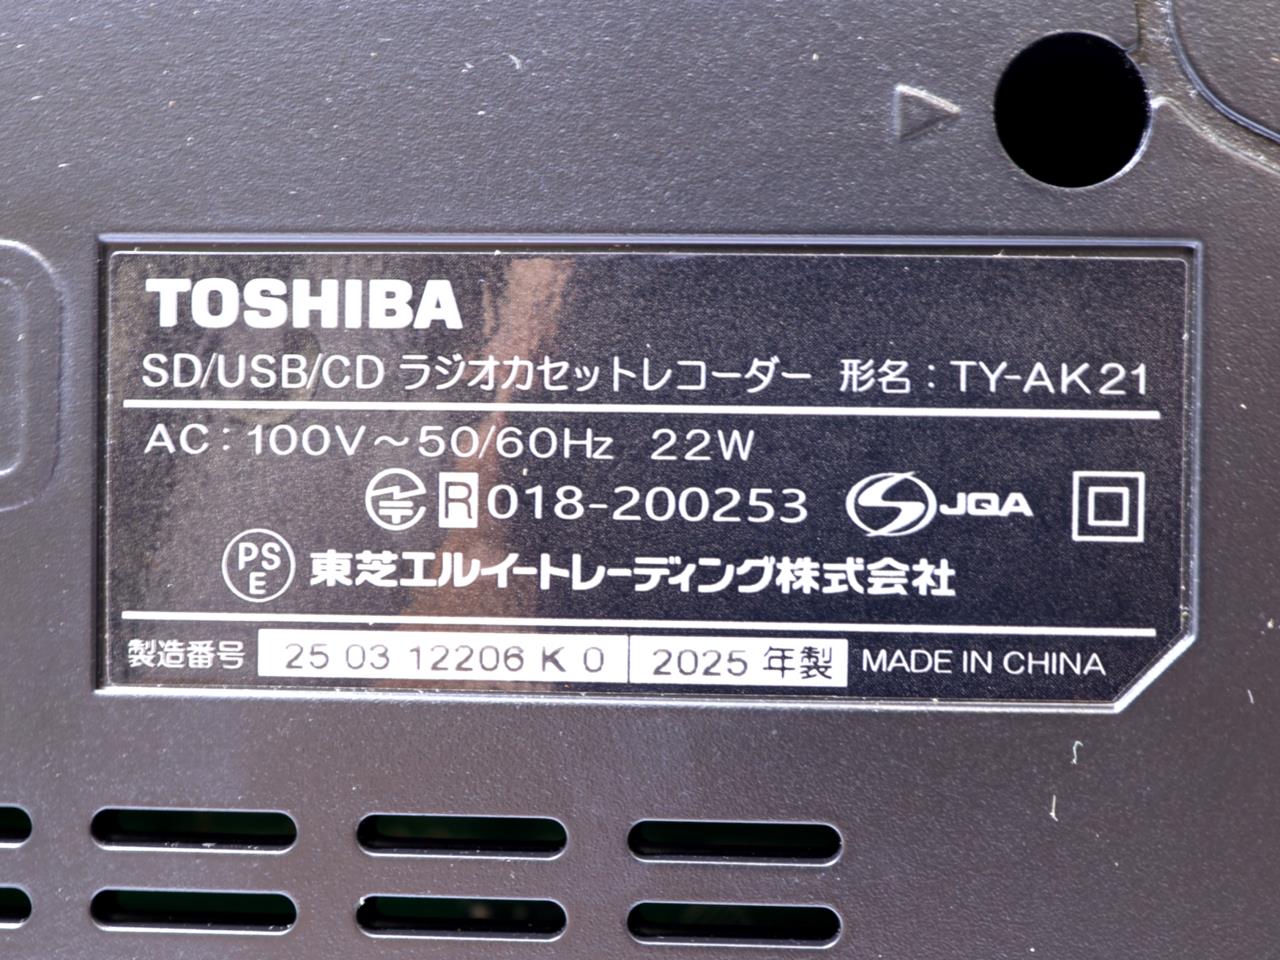 TOSHIBA
SD/USB/CD ラジオカセットレコーダー 形名：TY-AK21
AC：100V～50/60Hz 22W
R 018-200253 JQA
PSE 東芝エルイートレーディング株式会社
製造番号 25 03 12206 K 0 2025 年製 MADE IN CHINA